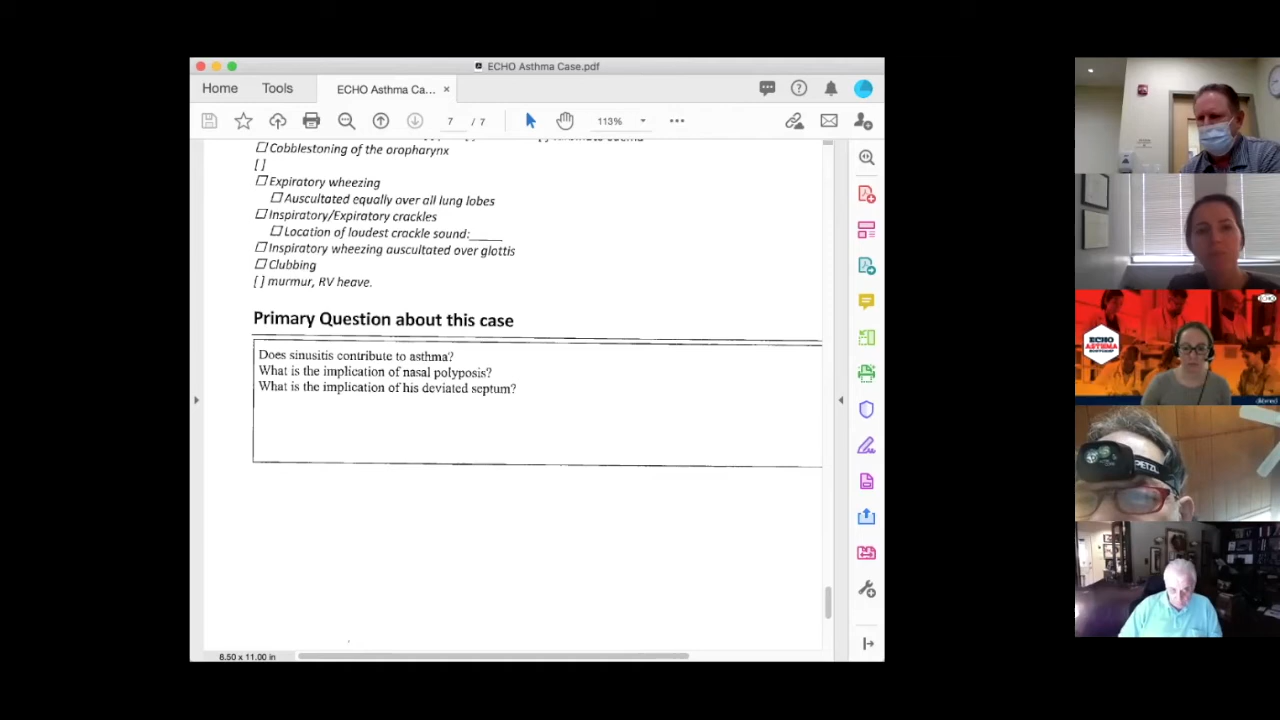 ECHO Asthma Case.pdf
Home
Tools
ECHO Asthma Ca...
7 / 7
113%
☐ Cobblestoning of the oropharynx
[ ]
☐ Expiratory wheezing
☐ Auscultated equally over all lung lobes
☐ Inspiratory/Expiratory crackles
☐ Location of loudest crackle sound:_____
☐ Inspiratory wheezing auscultated over glottis
☐ Clubbing
[ ] murmur, RV heave.
Primary Question about this case
Does sinusitis contribute to asthma?
What is the implication of nasal polyposis?
What is the implication of his deviated septum?
8.50 x 11.00 in
ECHO
ECHO
ASTHMA
PETZL